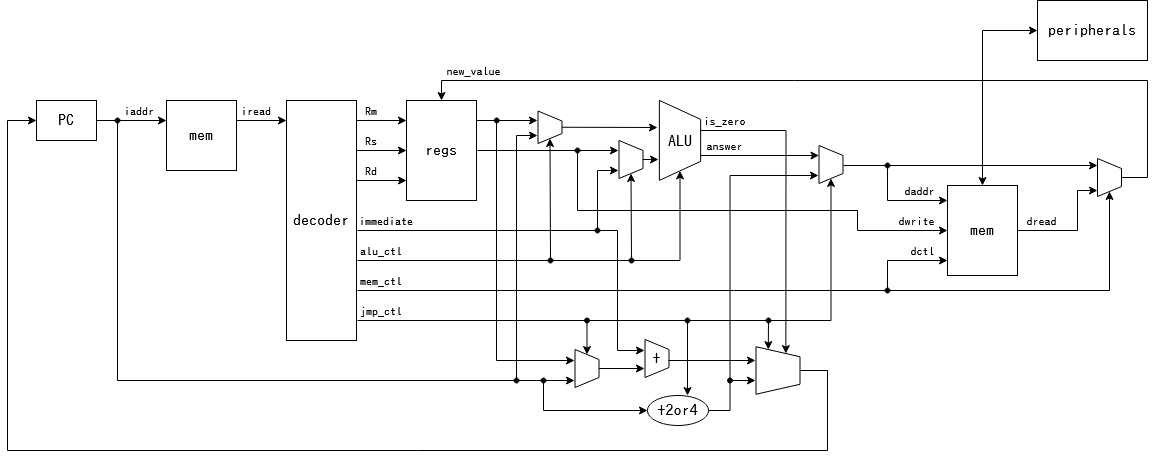 peripherals
new_value
PC
iaddr
mem
iread
Rm
Rs
Rd
regs
ALU
is_zero
answer
decoder
immediate
alu_ctl
mem_ctl
jmp_ctl
daddr
dwrite
dctl
mem
dread
+
+2or4